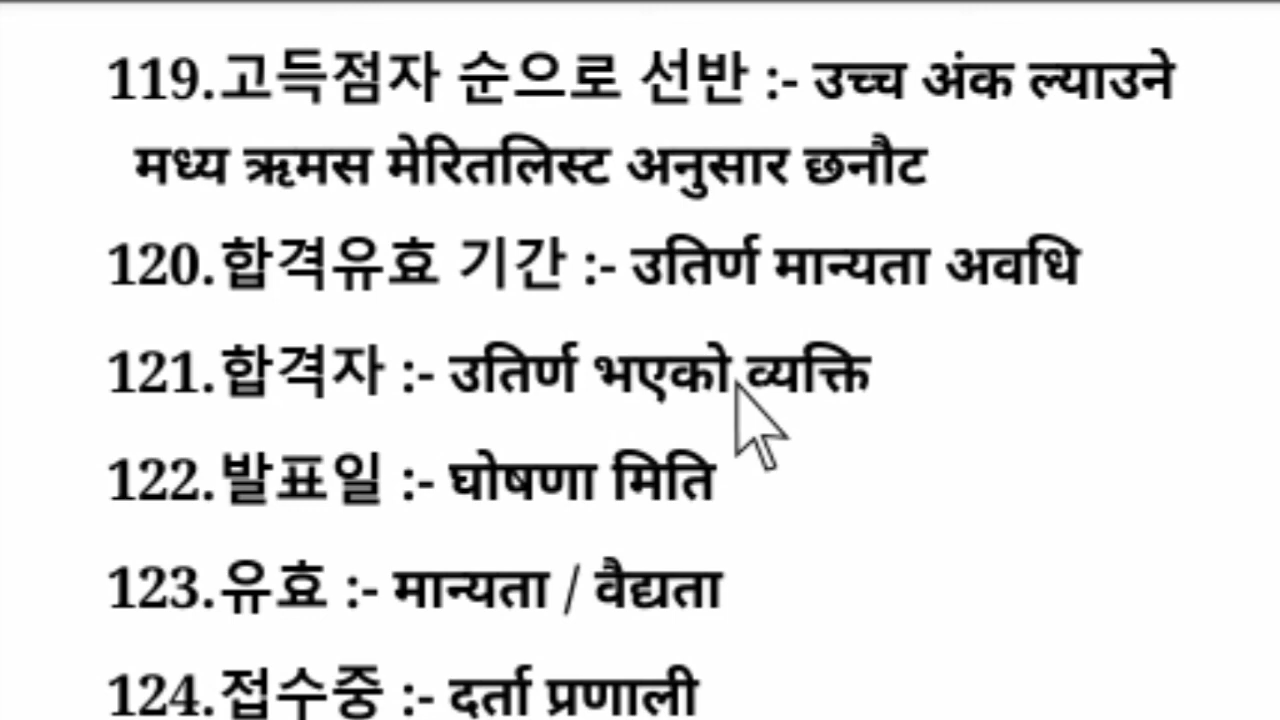 119.고득점자 순으로 선반 :- उच्च अंक ल्याउने
मध्य ऋमस मेरितलिस्ट अनुसार छनौट
120.합격유효 기간 :- उतिर्ण मान्यता अवधि
121.합격자 :- उतिर्ण भएको व्यक्ति
122.발표일 :- घोषणा मिति
123.유효 :- मान्यता / वैद्यता
124.접수중 :- दर्ता प्रणाली